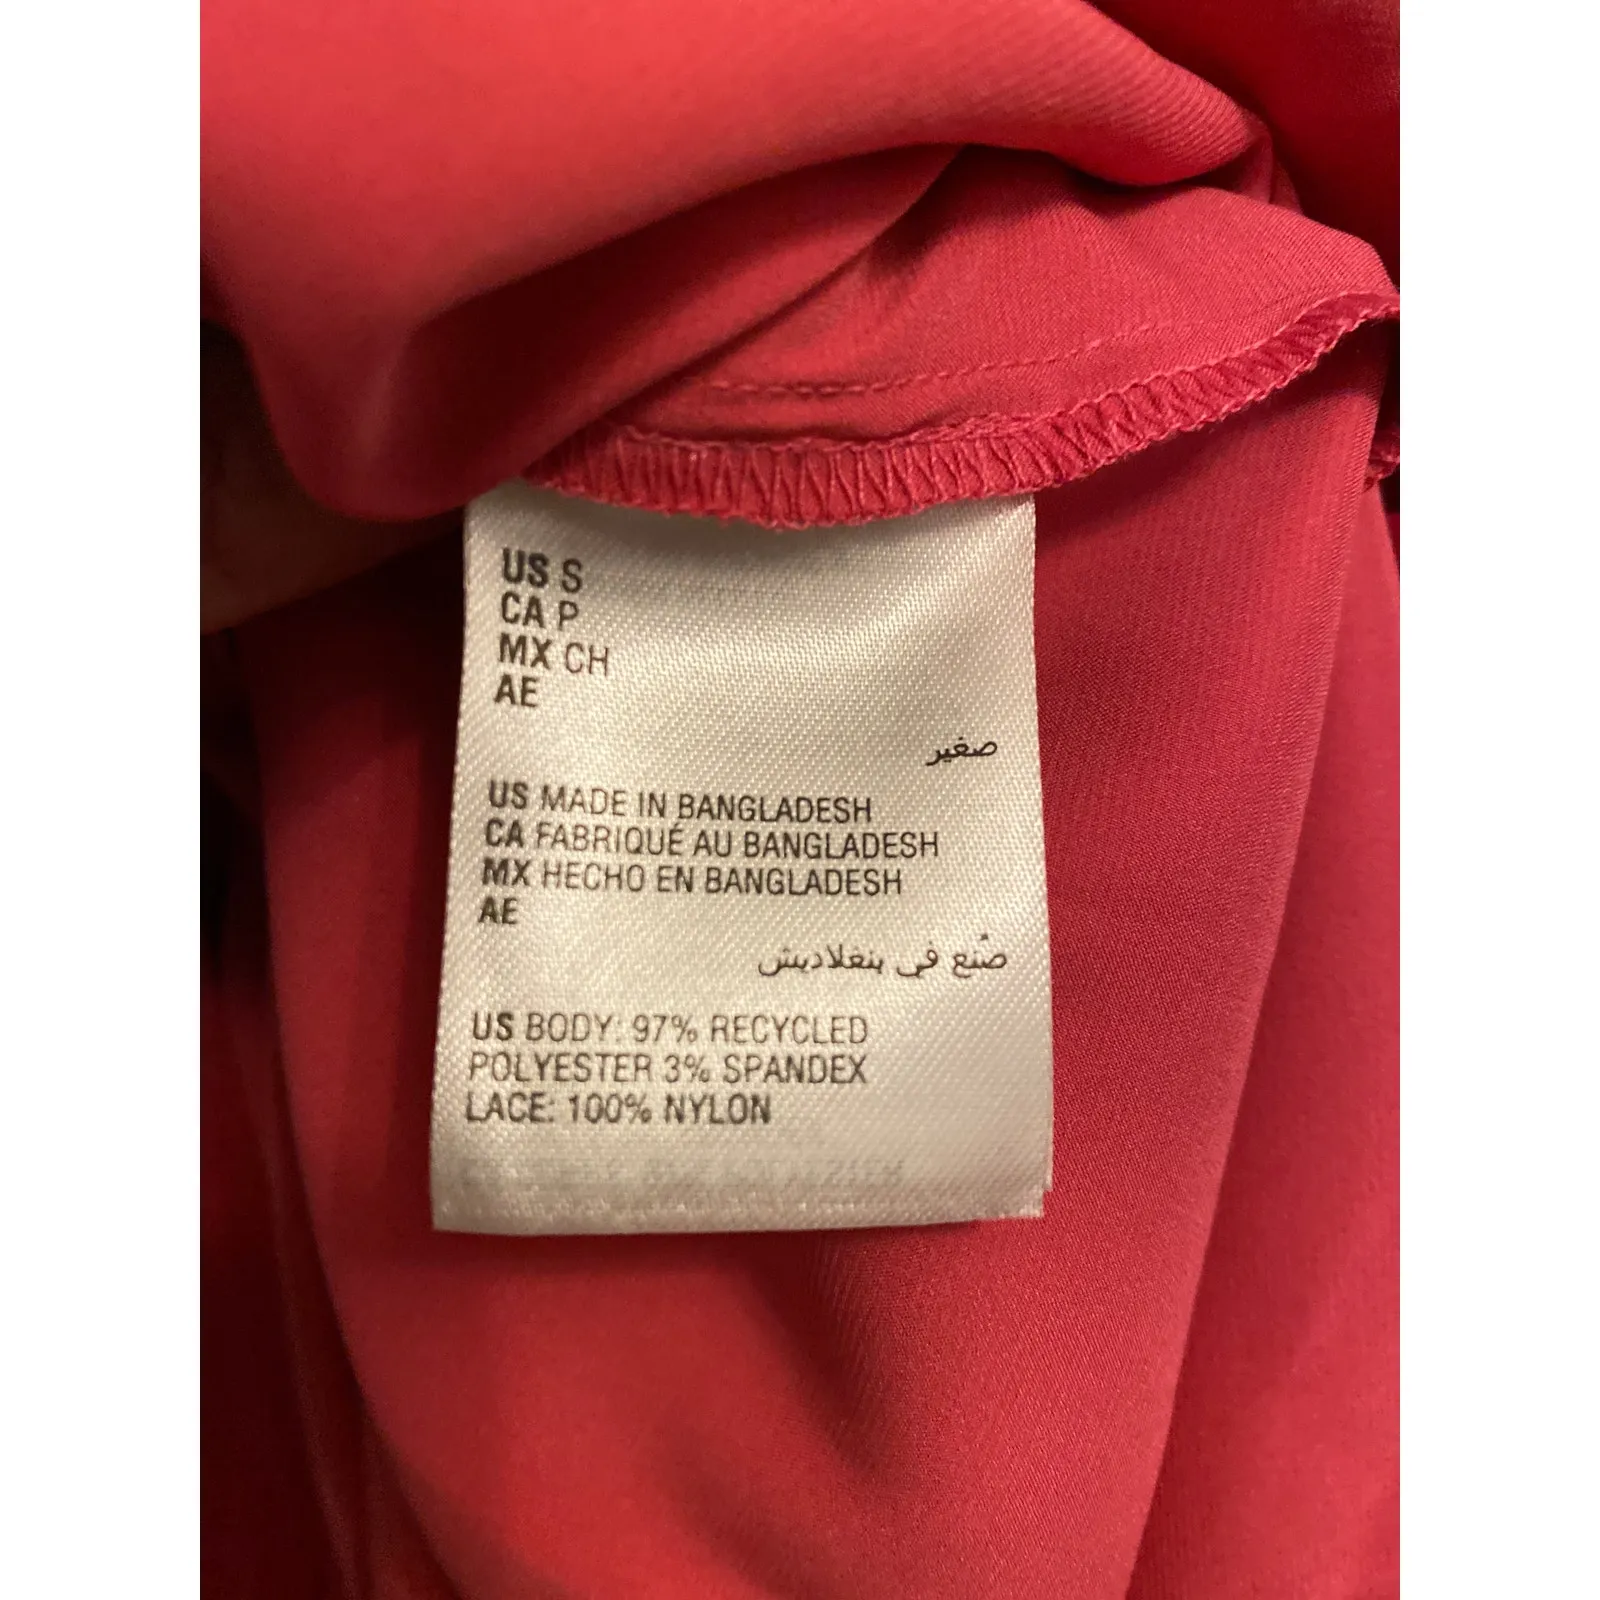 US S
CA P
MX CH
AE
صغير
US MADE IN BANGLADESH
CA FABRIQUÉ AU BANGLADESH
MX HECHO EN BANGLADESH
AE
صُنع في بنغلاديش
US BODY: 97% RECYCLED
POLYESTER 3% SPANDEX
LACE: 100% NYLON